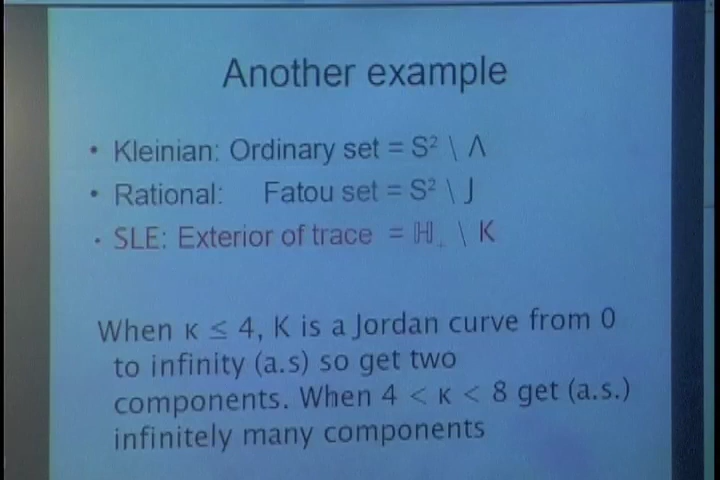 Another example
• Kleinian: Ordinary set = S² \ Λ
• Rational: Fatou set = S² \ J
• SLE: Exterior of trace = ℍ₊ \ K
When κ ≤ 4, K is a Jordan curve from 0
to infinity (a.s) so get two
components. When 4 < κ < 8 get (a.s.)
infinitely many components